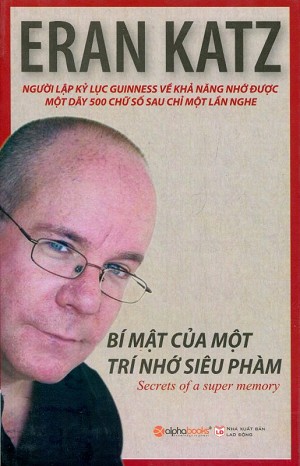 ERAN KATZ
NGƯỜI LẬP KỶ LỤC GUINNESS VỀ KHẢ NĂNG NHỚ ĐƯỢC
MỘT DÃY 500 CHỮ SỐ SAU CHỈ MỘT LẦN NGHE
BÍ MẬT CỦA MỘT
TRÍ NHỚ SIÊU PHÀM
Secrets of a super memory
alphabooks
NHÀ XUẤT BẢN
LAO ĐỘNG